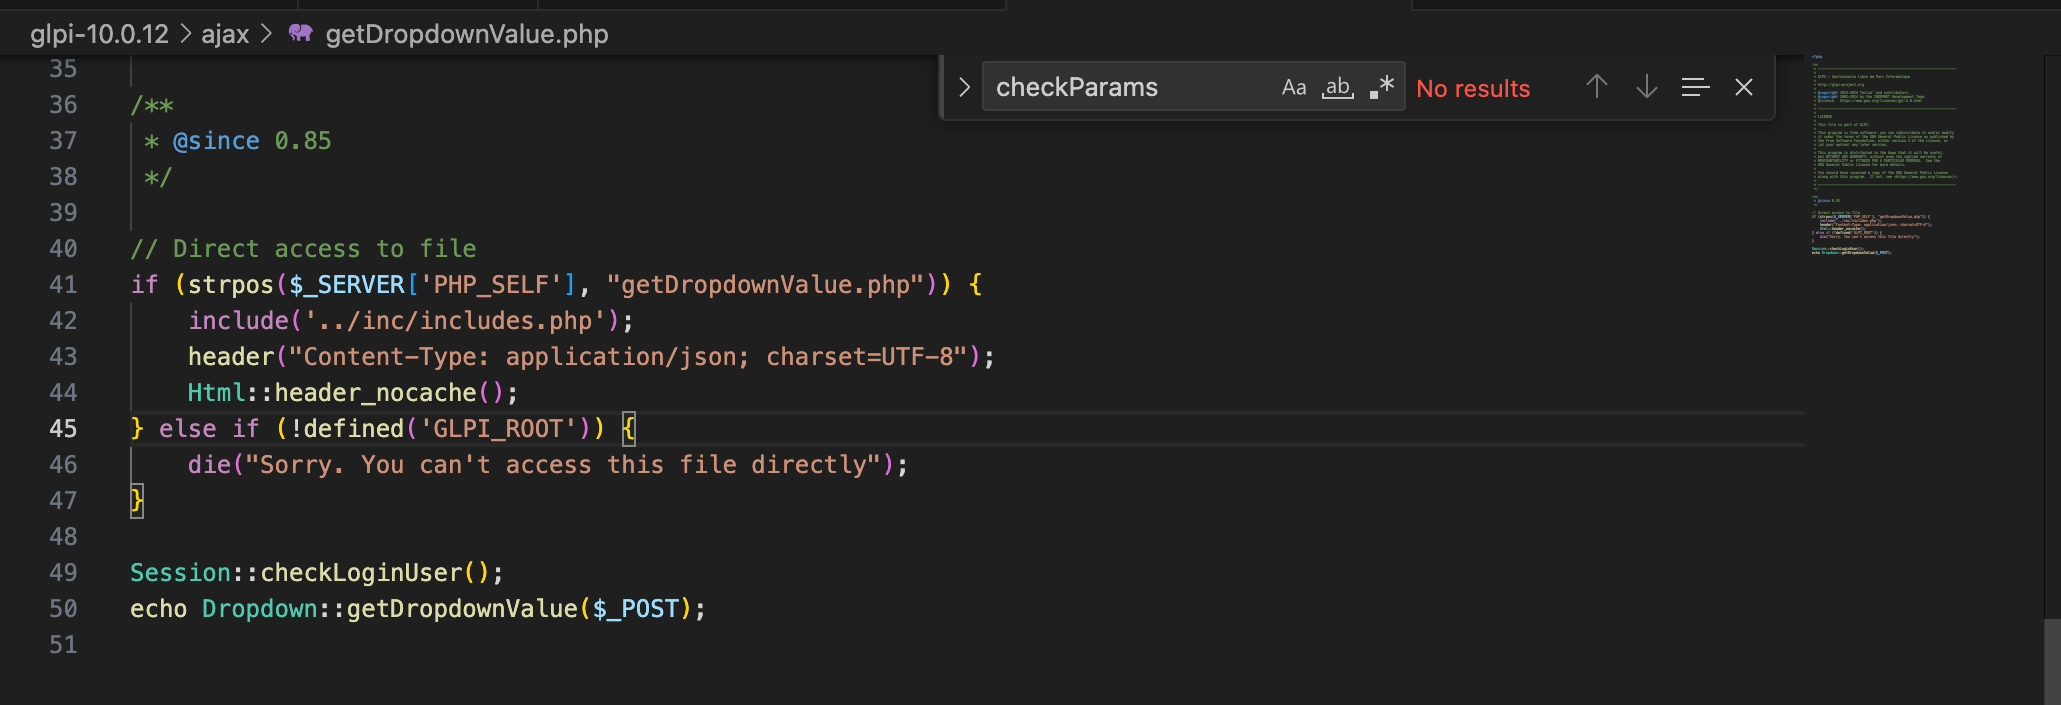 glpi-10.0.12 > ajax > getDropdownValue.php
checkParams Aa ab .* No results
35
36 /**
37 * @since 0.85
38 */
39
40 // Direct access to file
41 if (strpos($_SERVER['PHP_SELF'], "getDropdownValue.php")) {
42 include('../inc/includes.php');
43 header("Content-Type: application/json; charset=UTF-8");
44 Html::header_nocache();
45 } else if (!defined('GLPI_ROOT')) {
46 die("Sorry. You can't access this file directly");
47 }
48
49 Session::checkLoginUser();
50 echo Dropdown::getDropdownValue($_POST);
51